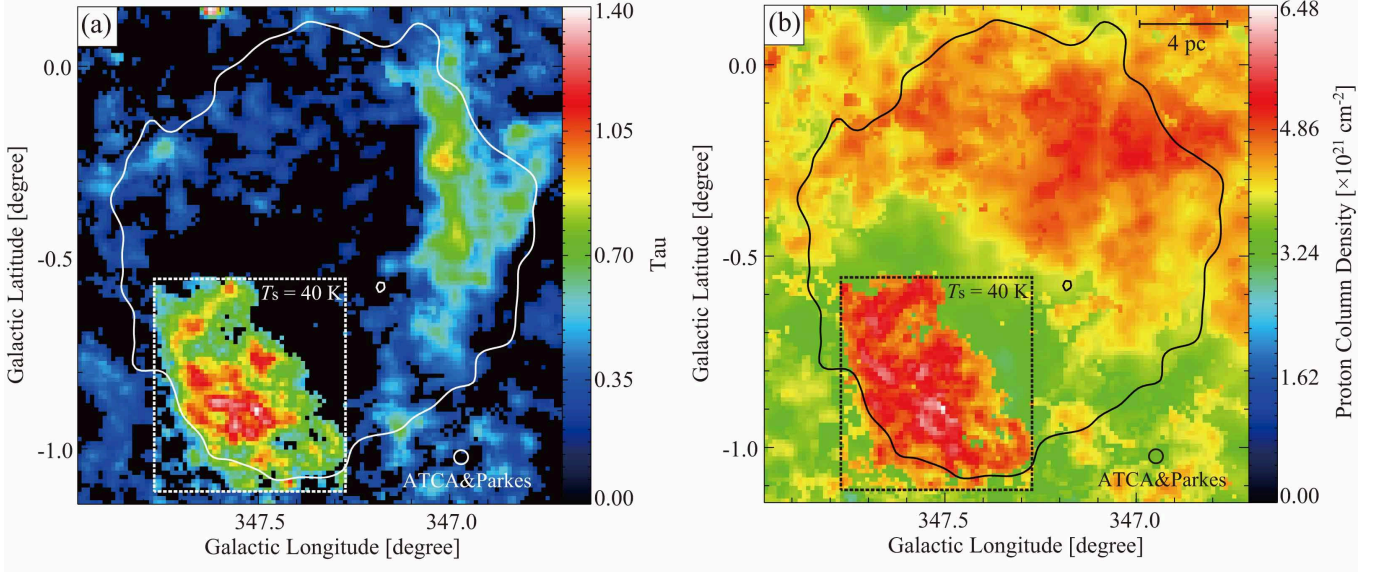 (a)
0.0
-0.5
-1.0
Galactic Latitude [degree]
347.5
347.0
Galactic Longitude [degree]
Ts = 40 K
ATCA&Parkes
1.40
1.05
0.70
0.35
0.00
Tau
(b)
4 pc
0.0
-0.5
-1.0
Galactic Latitude [degree]
347.5
347.0
Galactic Longitude [degree]
Ts = 40 K
ATCA&Parkes
6.48
4.86
3.24
1.62
0.00
Proton Column Density [×10²¹ cm⁻²]